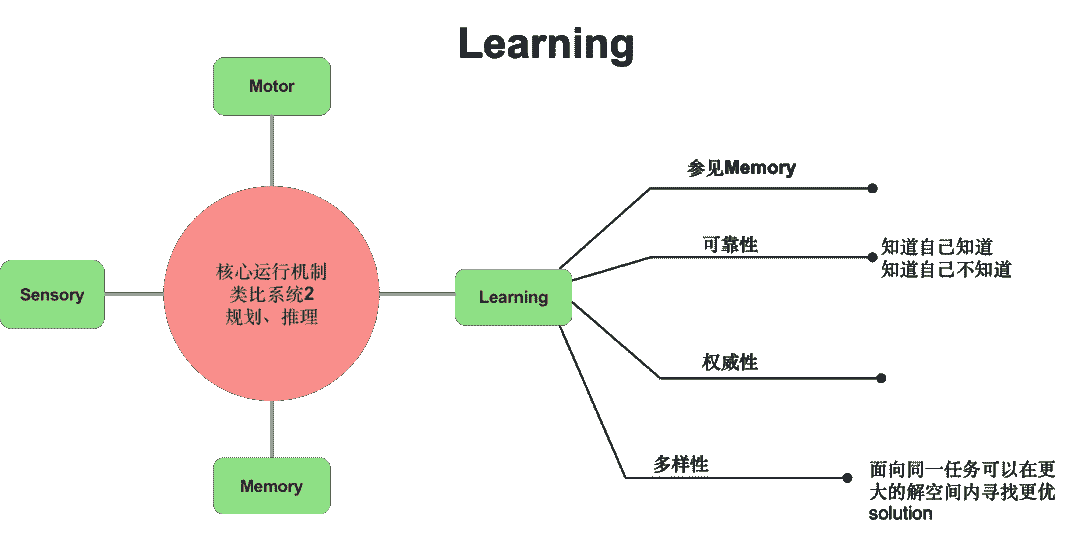 Learning
Motor
参见Memory
可靠性
知道自己知道
知道自己不知道
核心运行机制
类比系统2
规划、推理
Sensory
Learning
权威性
多样性
面向同一任务可以在更
大的解空间内寻找更优
solution
Memory